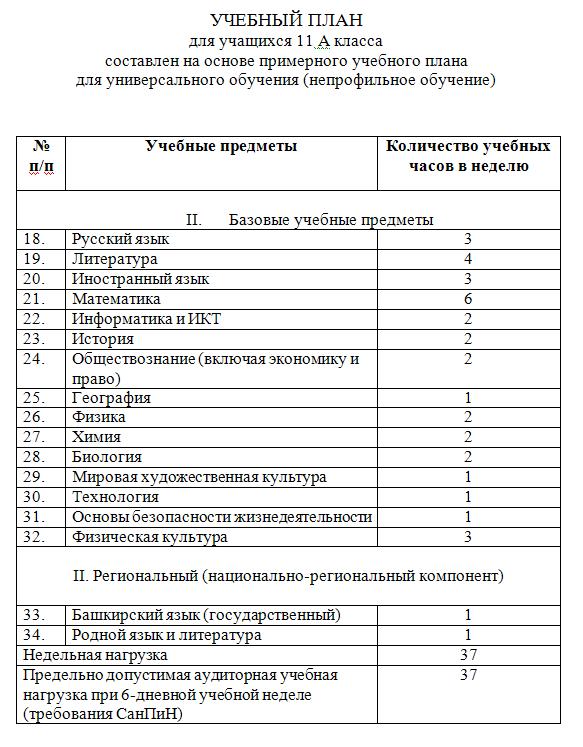 УЧЕБНЫЙ ПЛАН
для учащихся 11 А класса
составлен на основе примерного учебного плана
для универсального обучения (непрофильное обучение)
№ п/п Учебные предметы Количество учебных часов в неделю
II. Базовые учебные предметы
18. Русский язык 3
19. Литература 4
20. Иностранный язык 3
21. Математика 6
22. Информатика и ИКТ 2
23. История 2
24. Обществознание (включая экономику и 2
право)
25. География 1
26. Физика 2
27. Химия 2
28. Биология 2
29. Мировая художественная культура 1
30. Технология 1
31. Основы безопасности жизнедеятельности 1
32. Физическая культура 3
II. Региональный (национально-региональный компонент)
33. Башкирский язык (государственный) 1
34. Родной язык и литература 1
Недельная нагрузка 37
Предельно допустимая аудиторная учебная 37
нагрузка при 6-дневной учебной неделе
(требования СанПиН)